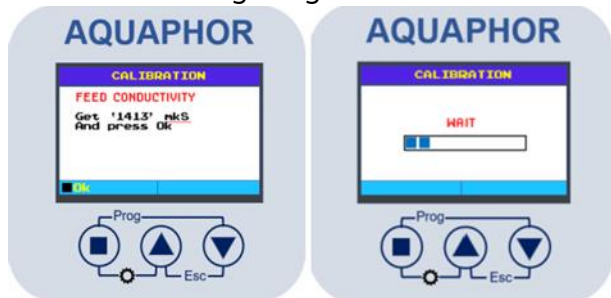 AQUAPHOR
CALIBRATION
FEED CONDUCTIVITY
Get '1413' mkS
And press Ok
Ok
Prog
Esc
AQUAPHOR
CALIBRATION
WAIT
Prog
Esc